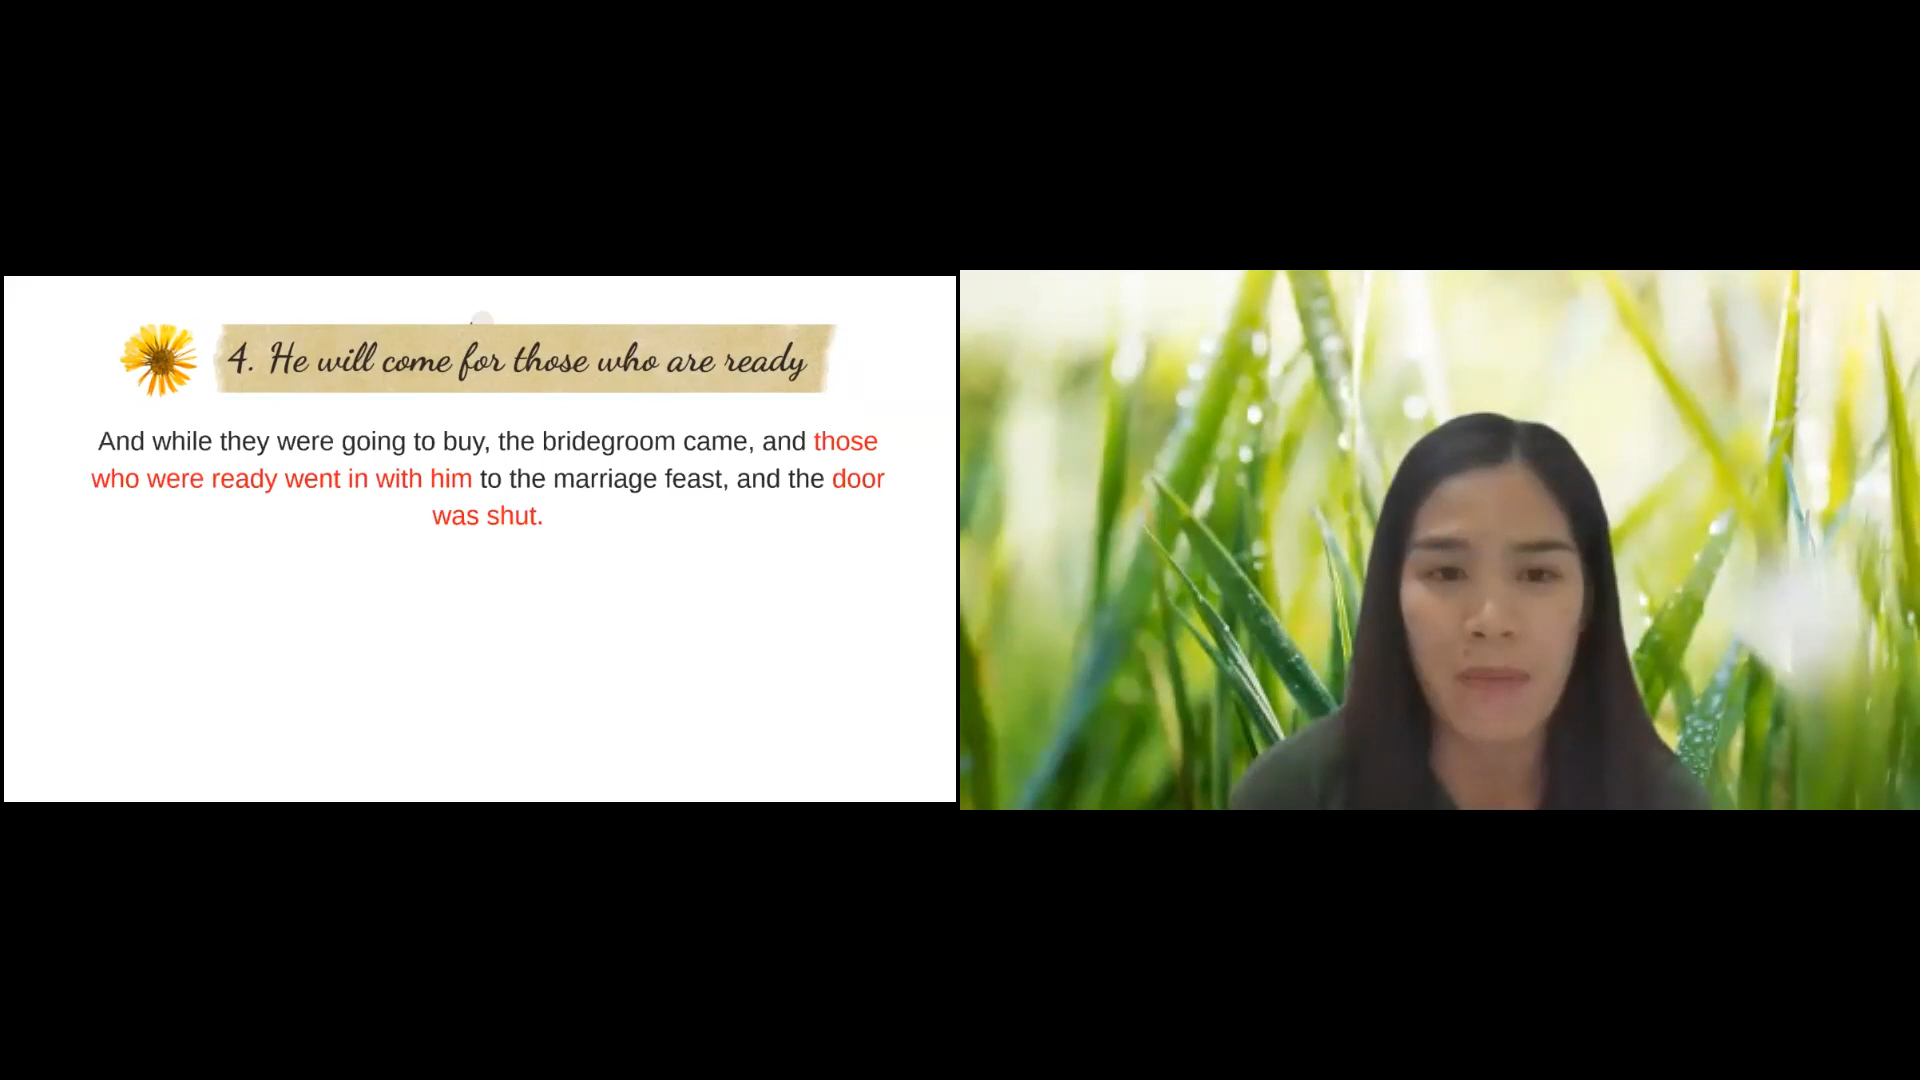 4. He will come for those who are ready
And while they were going to buy, the bridegroom came, and those
who were ready went in with him to the marriage feast, and the door
was shut.